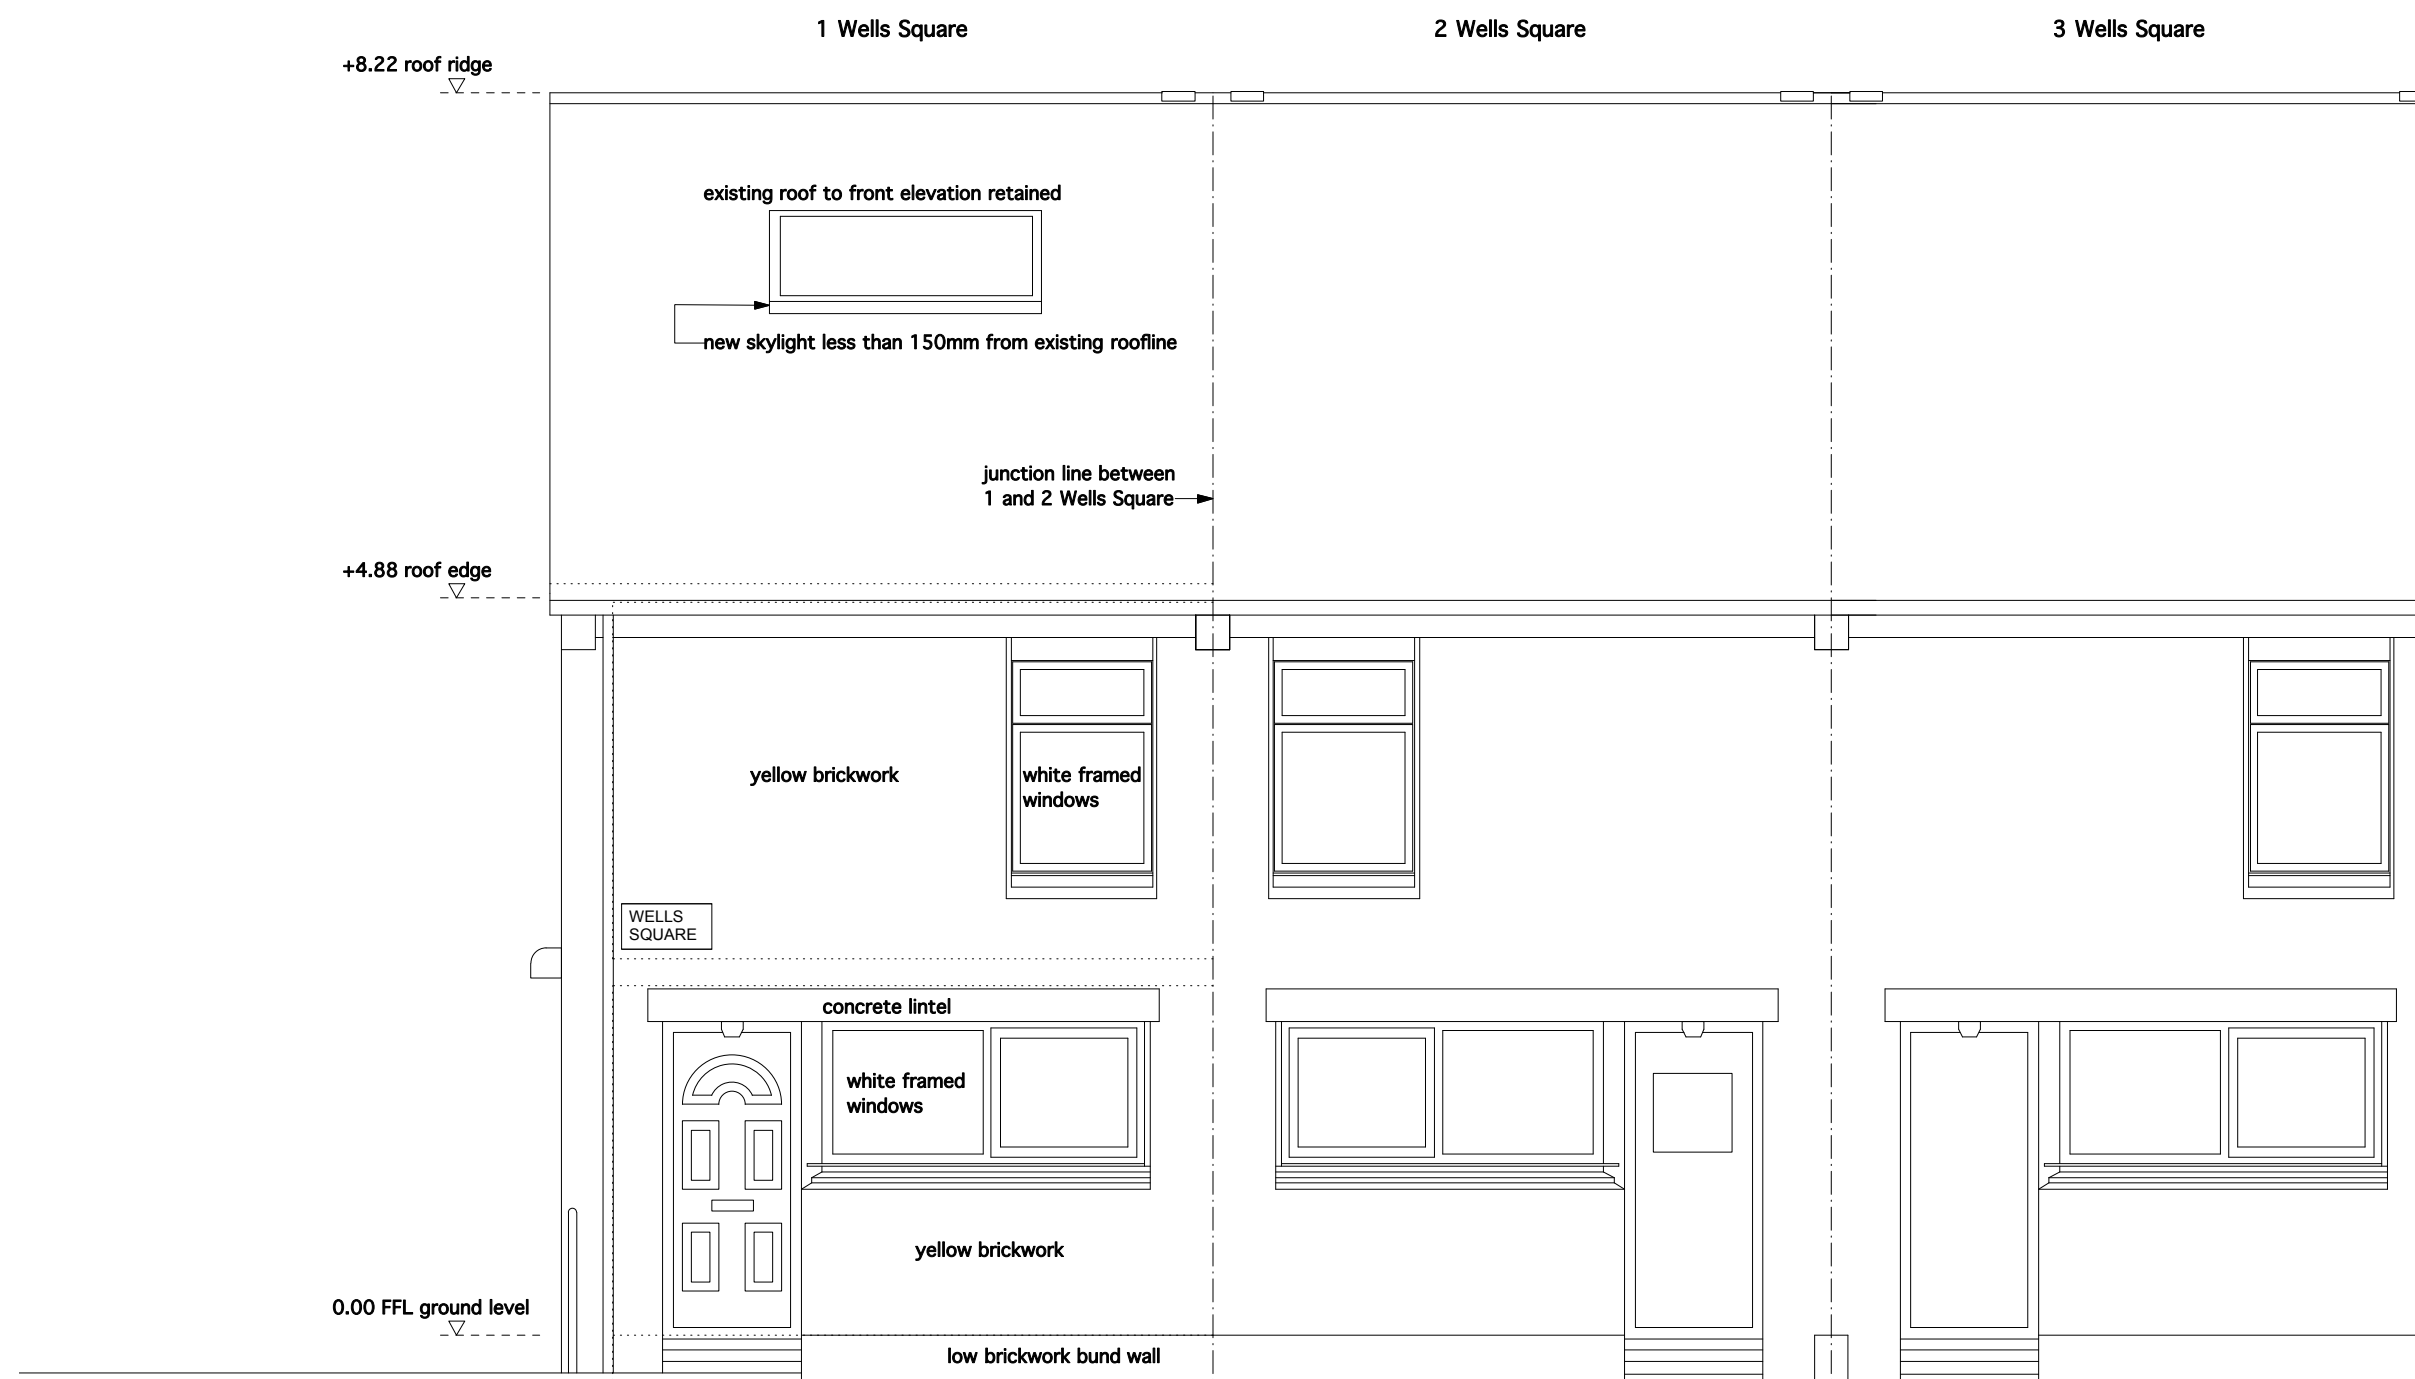 1 Wells Square
2 Wells Square
3 Wells Square
+8.22 roof ridge
existing roof to front elevation retained
new skylight less than 150mm from existing roofline
junction line between
1 and 2 Wells Square
+4.88 roof edge
yellow brickwork
white framed
windows
WELLS
SQUARE
concrete lintel
white framed
windows
yellow brickwork
0.00 FFL ground level
low brickwork bund wall